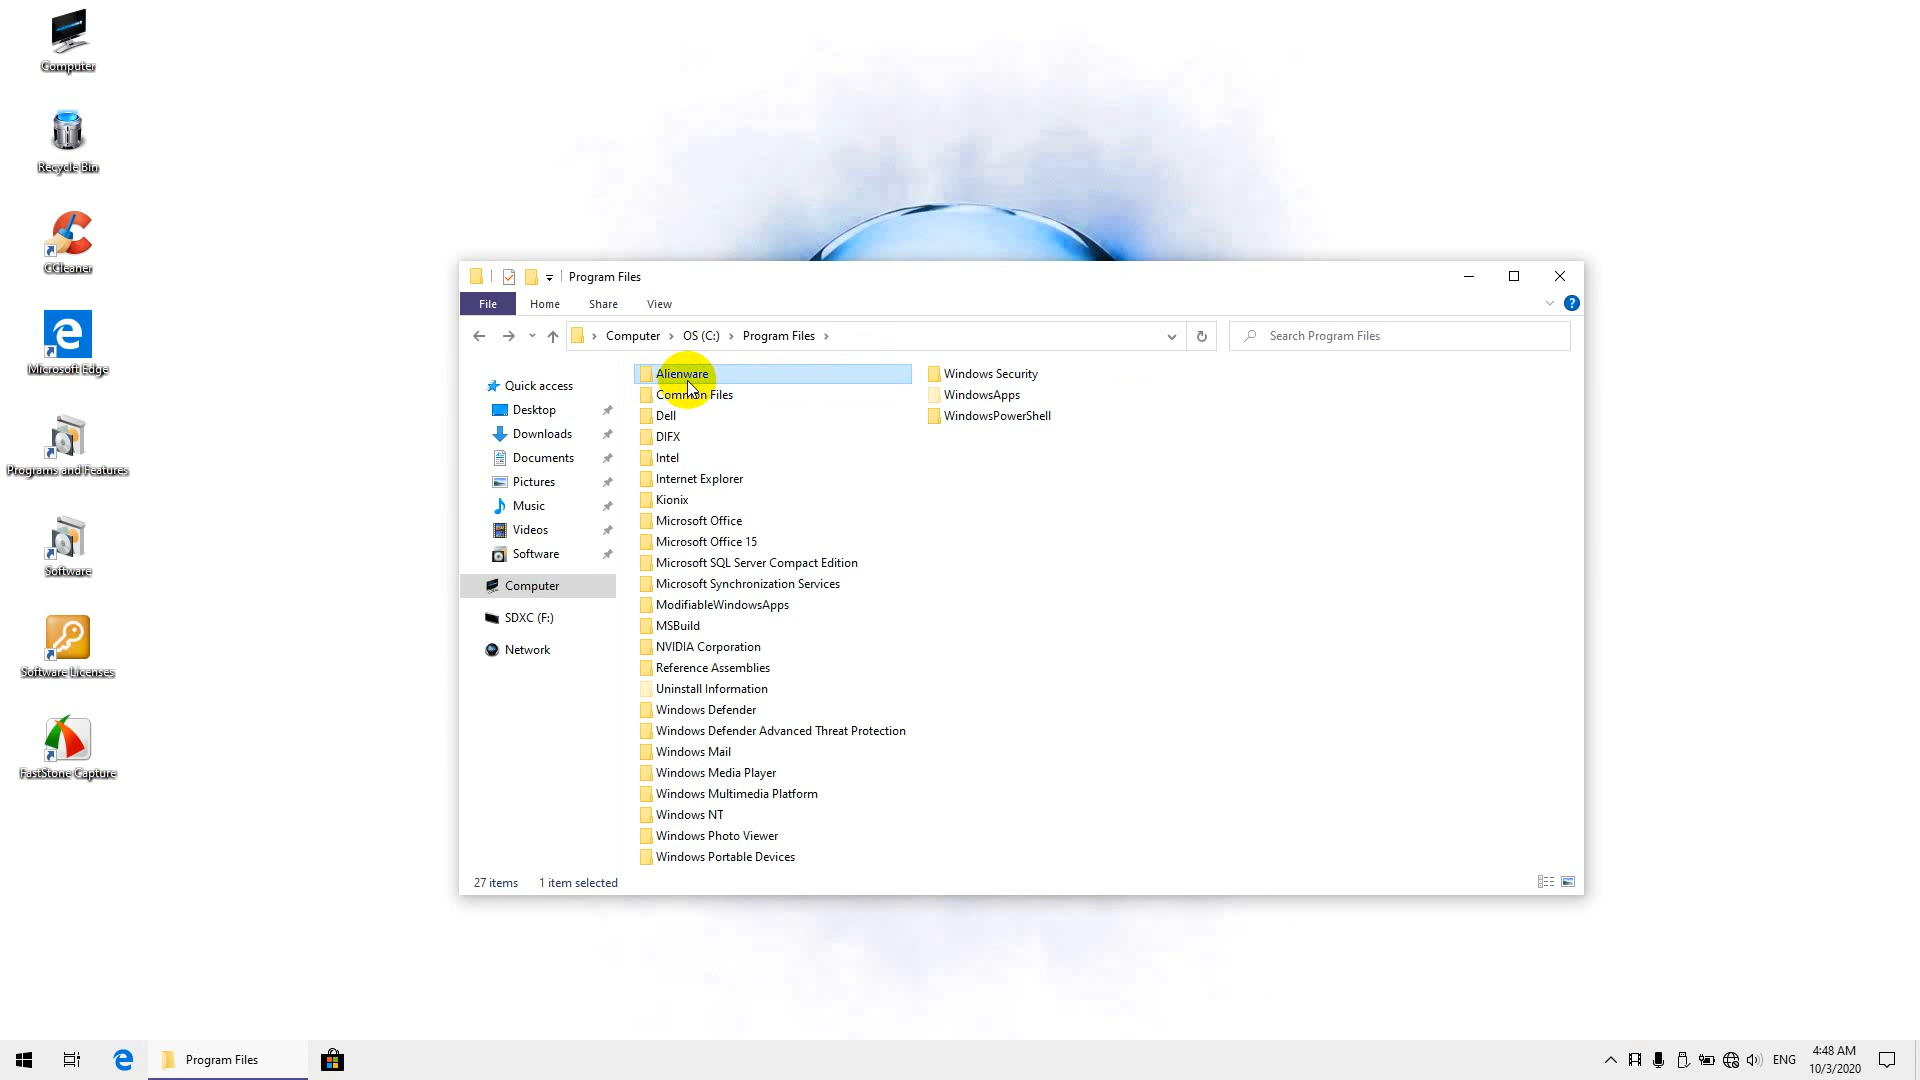 Computer
Recycle Bin
CCleaner
Microsoft Edge
Programs and Features
Software
Software Licenses
FastStone Capture
Program Files
File Home Share View
Computer OS (C:) Program Files
Search Program Files
Quick access
Desktop
Downloads
Documents
Pictures
Music
Videos
Software
Computer
SDXC (F:)
Network
Alienware
Common Files
Dell
DIFX
Intel
Internet Explorer
Kionix
Microsoft Office
Microsoft Office 15
Microsoft SQL Server Compact Edition
Microsoft Synchronization Services
ModifiableWindowsApps
MSBuild
NVIDIA Corporation
Reference Assemblies
Uninstall Information
Windows Defender
Windows Defender Advanced Threat Protection
Windows Mail
Windows Media Player
Windows Multimedia Platform
Windows NT
Windows Photo Viewer
Windows Portable Devices
Windows Security
WindowsApps
WindowsPowerShell
27 items 1 item selected
Program Files
ENG
4:48 AM
10/3/2020